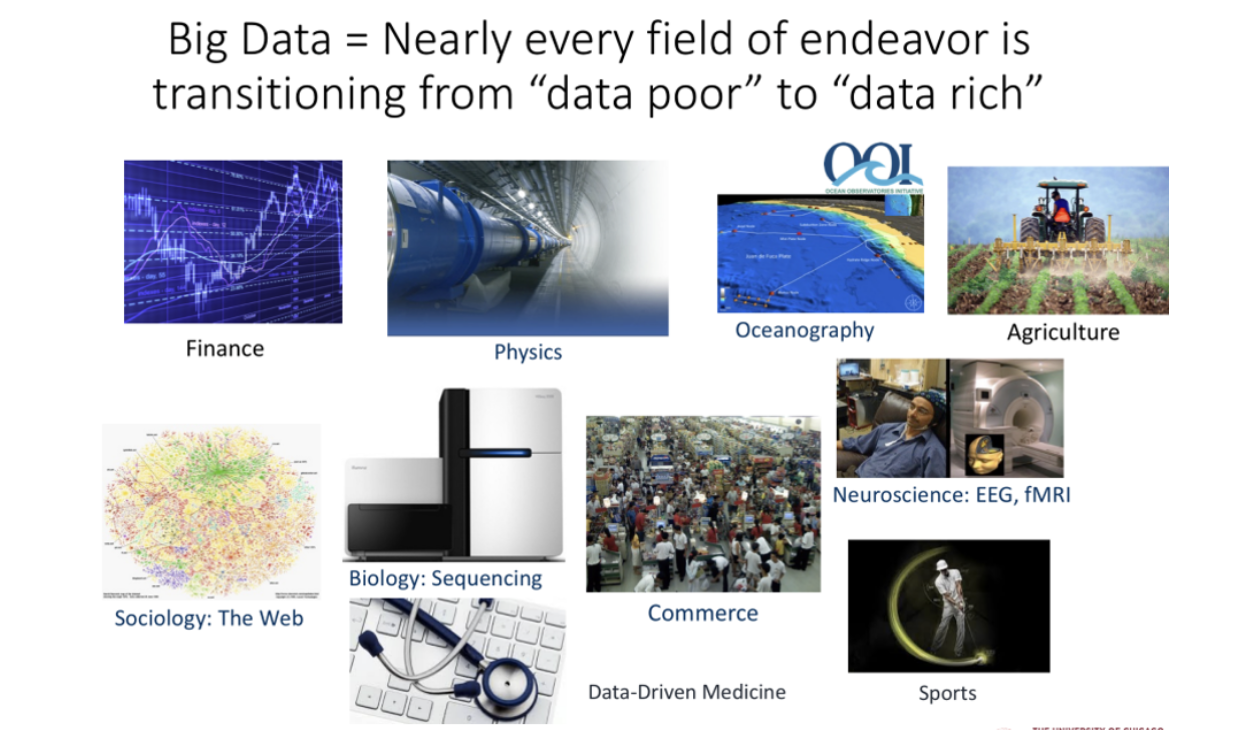 Big Data = Nearly every field of endeavor is
transitioning from “data poor” to “data rich”
OOI
OCEAN OBSERVATORIES INITIATIVE
Finance
Physics
Oceanography
Agriculture
Neuroscience: EEG, fMRI
Biology: Sequencing
Sociology: The Web
Commerce
Data-Driven Medicine
Sports
THE UNIVERSITY OF CHICAGO